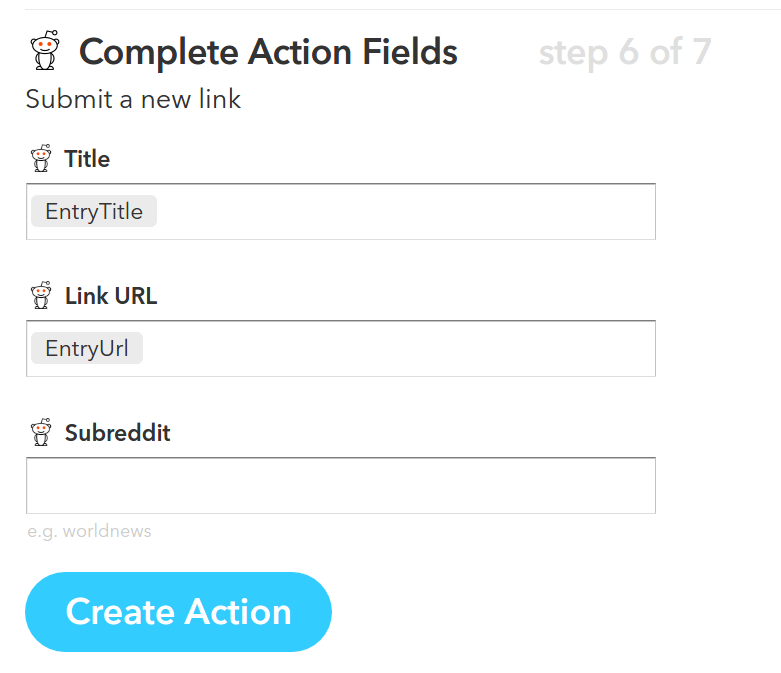 Complete Action Fields step 6 of 7
Submit a new link
Title
EntryTitle
Link URL
EntryUrl
Subreddit
e.g. worldnews
Create Action